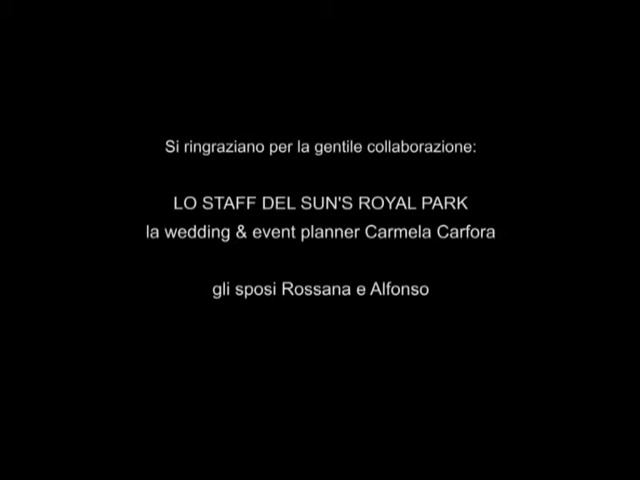 Si ringraziano per la gentile collaborazione:
LO STAFF DEL SUN'S ROYAL PARK
la wedding & event planner Carmela Carfora
gli sposi Rossana e Alfonso